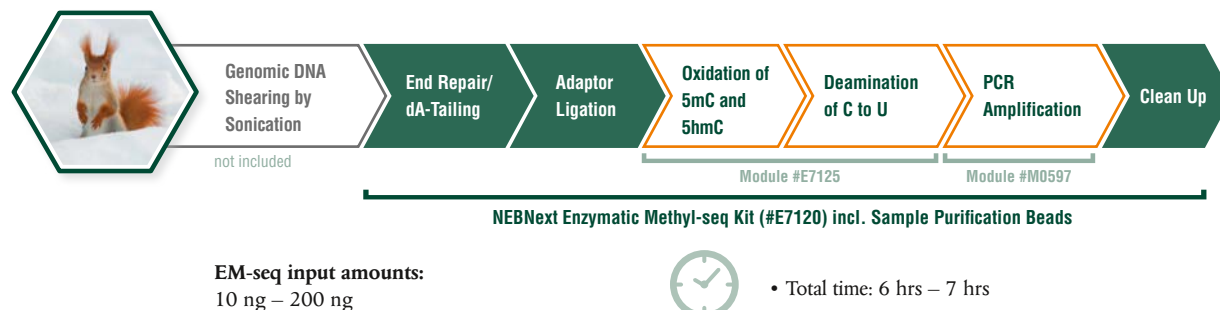 Genomic DNA
Shearing by
Sonication
End Repair/
dA-Tailing
Adaptor
Ligation
Oxidation of
5mC and
5hmC
Deamination
of C to U
PCR
Amplification
Clean Up
not included
Module #E7125
Module #M0597
NEBNext Enzymatic Methyl-seq Kit (#E7120) incl. Sample Purification Beads
EM-seq input amounts:
10 ng – 200 ng
• Total time: 6 hrs – 7 hrs